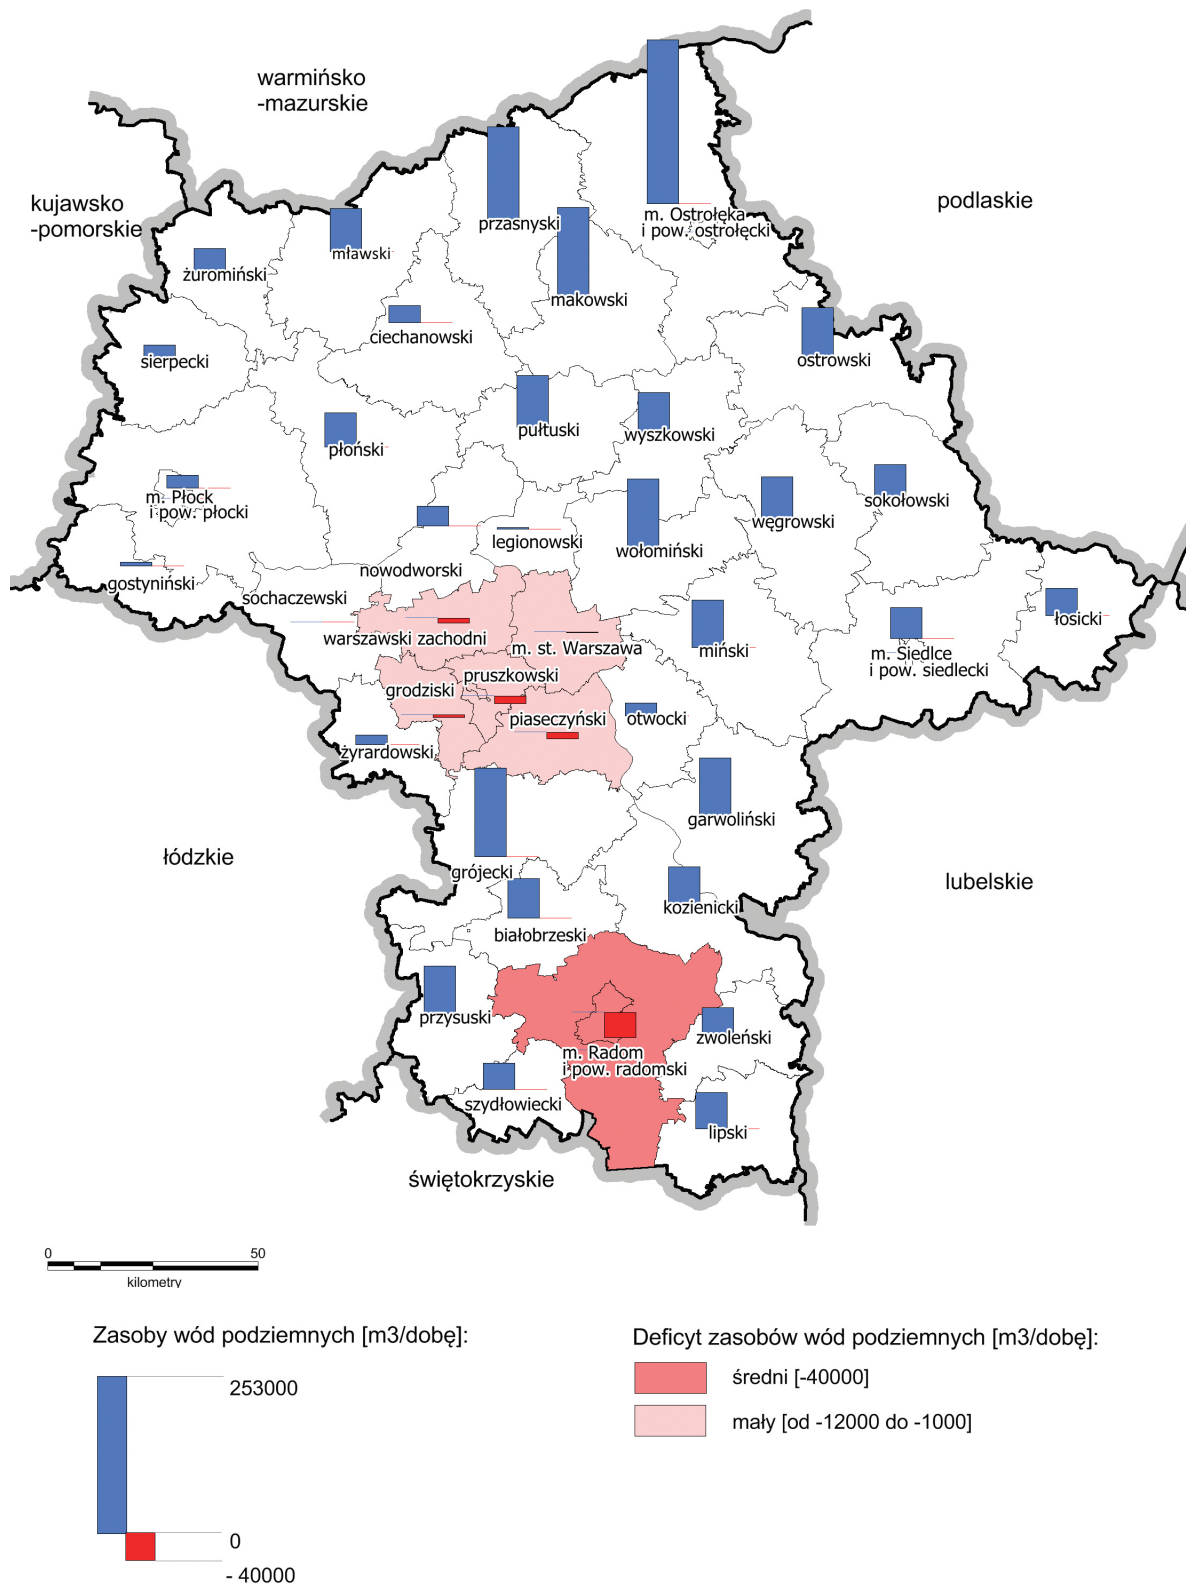 warmińsko
-mazurskie
kujawsko
-pomorskie
podlaskie
m. Ostrołęka
i pow. ostrołęcki
przasnyski
mławski
żuromiński
makowski
ciechanowski
sierpecki
ostrowski
pułtuski
wyszkowski
płoński
m. Płock
i pow. płocki
sokołowski
węgrowski
legionowski
wołomiński
nowodworski
gostyniński
sochaczewski
łosicki
warszawski zachodni
m. st. Warszawa
miński
m. Siedlce
i pow. siedlecki
pruszkowski
grodziski
piaseczyński
otwocki
żyrardowski
garwoliński
łódzkie
grójecki
lubelskie
kozienicki
białobrzeski
przysuski
zwoleński
m. Radom
i pow. radomski
szydłowiecki
lipski
świętokrzyskie
0 50
kilometry
Zasoby wód podziemnych [m3/dobę]:
253000
0
- 40000
Deficyt zasobów wód podziemnych [m3/dobę]:
średni [-40000]
mały [od -12000 do -1000]